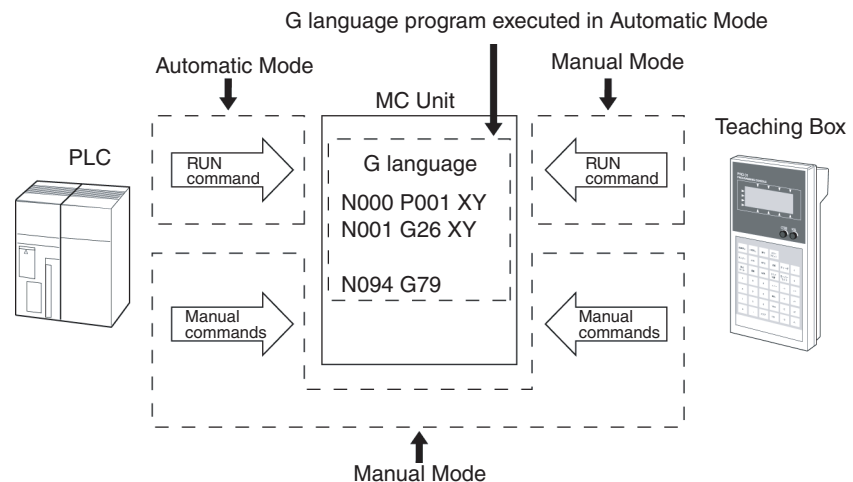 G language program executed in Automatic Mode
Automatic Mode
Manual Mode
MC Unit
Teaching Box
PLC
RUN
command
G language
RUN
command
N000 P001 XY
N001 G26 XY
N094 G79
Manual
commands
Manual
commands
Manual Mode